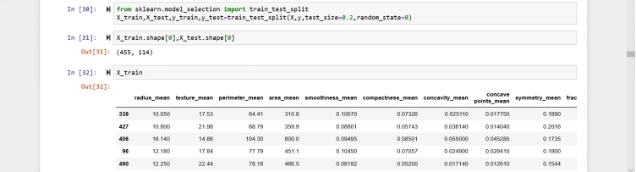 In [30]: from sklearn.model_selection import train_test_split
X_train,X_test,y_train,y_test=train_test_split(X,y,test_size=0.2,random_state=0)
In [31]: X_train.shape[0],X_test.shape[0]
Out[31]: (455, 114)
In [32]: X_train
Out[32]:
radius_mean texture_mean perimeter_mean area_mean smoothness_mean compactness_mean concavity_mean concave points_mean symmetry_mean frac
338 10.050 17.53 64.41 310.8 0.10070 0.07326 0.025110 0.017750 0.1890
427 10.800 21.98 68.79 359.9 0.08801 0.05743 0.036140 0.014040 0.2016
406 16.140 14.86 104.30 800.0 0.09495 0.08501 0.055000 0.045280 0.1735
96 12.180 17.84 77.79 451.1 0.10450 0.07057 0.024900 0.029410 0.1900
490 12.250 22.44 78.18 466.5 0.08192 0.05200 0.017140 0.012610 0.1544